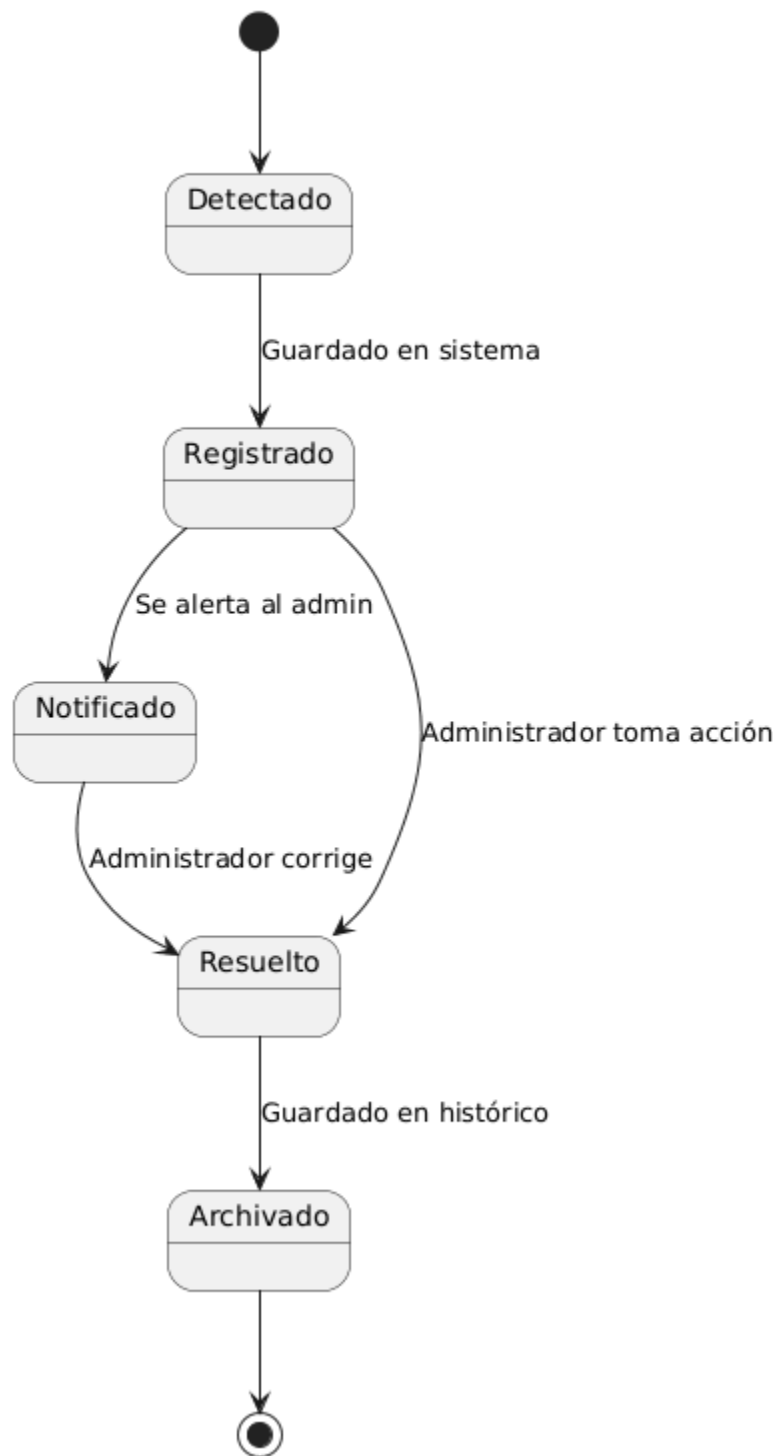 Detectado
Guardado en sistema
Registrado
Se alerta al admin
Notificado
Administrador toma acción
Administrador corrige
Resuelto
Guardado en histórico
Archivado